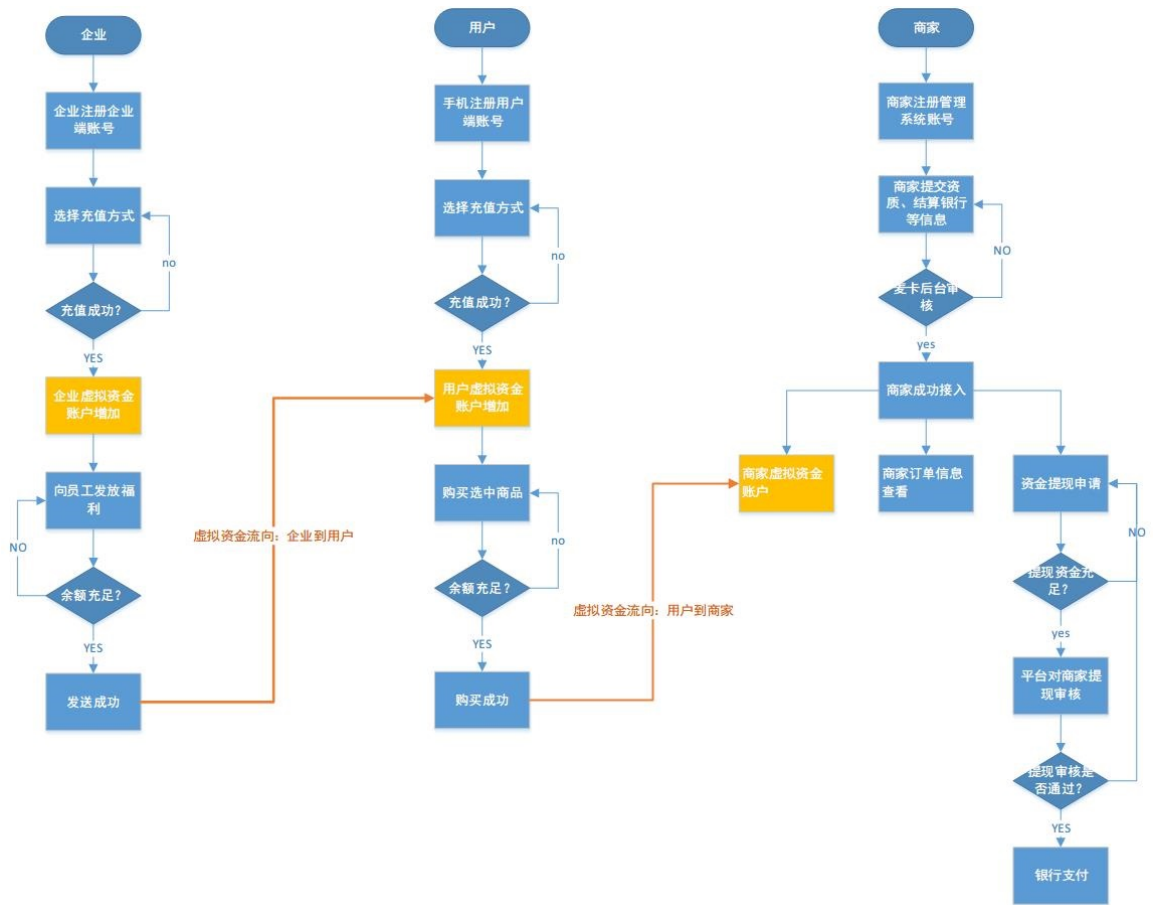 企业
企业注册企业
端账号
选择充值方式
no
充值成功?
YES
企业虚拟资金
账户增加
向员工发放福
利
NO
余额充足?
YES
发送成功
虚拟资金流向：企业到用户
用户
手机注册用户
端账号
选择充值方式
no
充值成功?
YES
用户虚拟资金
账户增加
购买选中商品
no
余额充足?
YES
购买成功
虚拟资金流向：用户到商家
商家
商家注册管理
系统账号
商家提交资
质、结算银行
等信息
NO
麦卡后台审
核
yes
商家成功接入
商家虚拟资金
账户
商家订单信息
查看
资金提现申请
NO
提现资金充
足?
yes
平台对商家提
现审核
提现审核是
否通过?
YES
银行支付